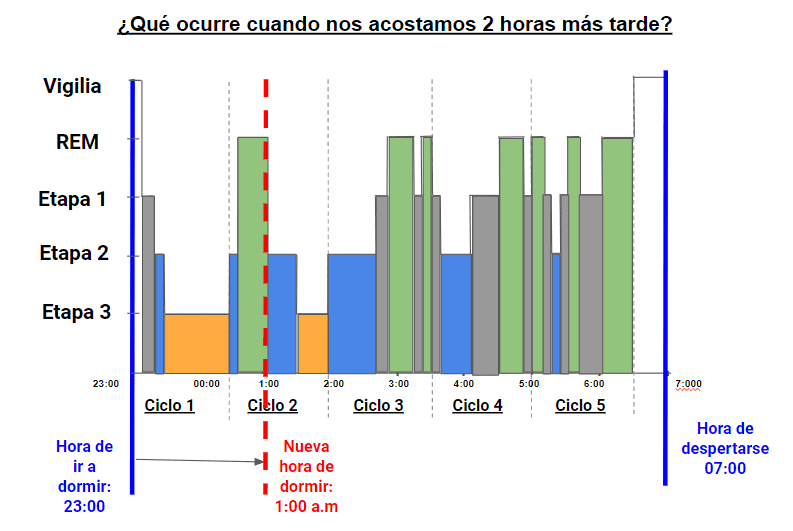 ¿Qué ocurre cuando nos acostamos 2 horas más tarde?
Vigilia
REM
Etapa 1
Etapa 2
Etapa 3
23:00 00:00 1:00 2:00 3:00 4:00 5:00 6:00 7:000
Ciclo 1 Ciclo 2 Ciclo 3 Ciclo 4 Ciclo 5
Hora de
ir a
dormir:
23:00
Nueva
hora de
dormir:
1:00 a.m
Hora de
despertarse
07:00